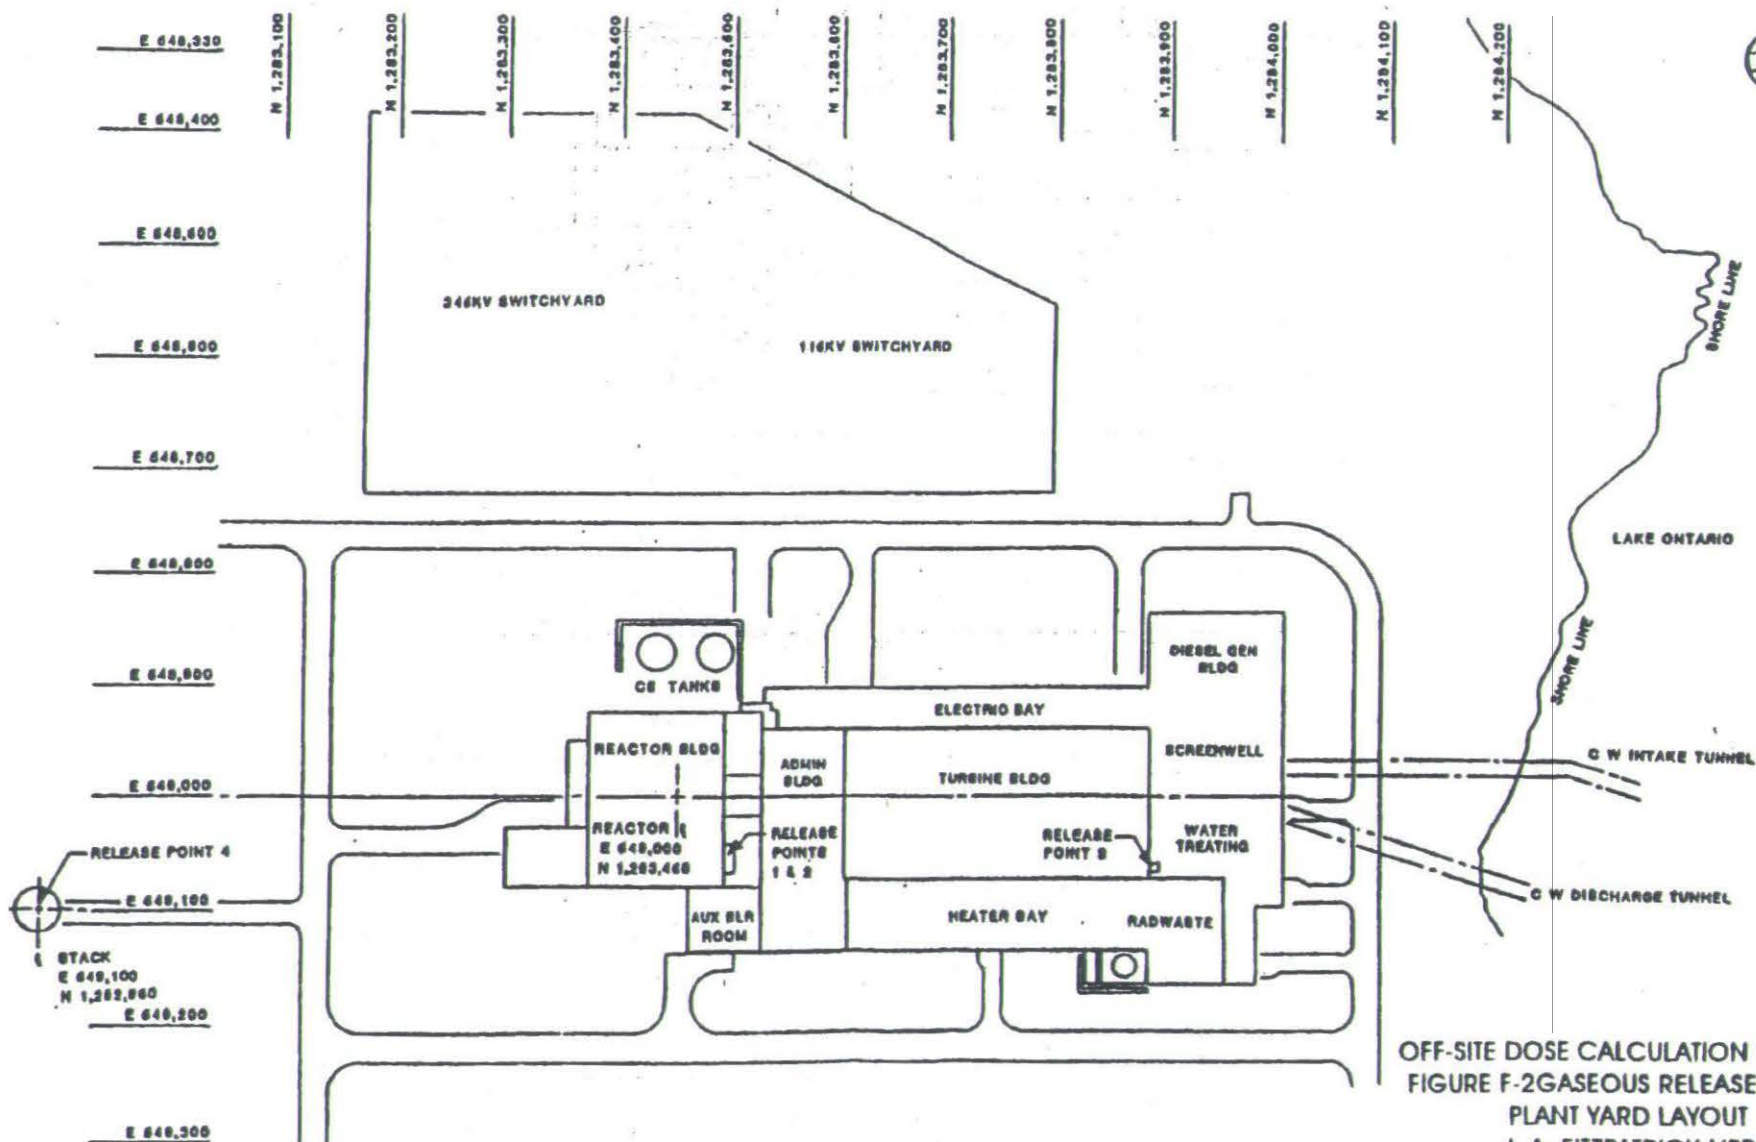 E 648,330
N 1,283,100
N 1,283,200
N 1,283,300
N 1,283,400
N 1,283,500
N 1,283,600
N 1,283,700
N 1,283,800
N 1,283,900
N 1,284,000
N 1,284,100
N 1,284,200
E 648,400
E 648,500
E 648,600
E 648,700
E 648,800
E 648,900
E 649,000
E 649,100
E 649,200
E 649,300
345KV SWITCHYARD
115KV SWITCHYARD
SHORE LINE
LAKE ONTARIO
SHORE LINE
DIESEL GEN
BLDG
CS TANKS
ELECTRIC BAY
REACTOR BLDG
ADMIN
BLDG
TURBINE BLDG
SCREENWELL
C W INTAKE TUNNEL
REACTOR
E 649,000
N 1,283,455
RELEASE
POINTS
1 & 2
RELEASE
POINT
WATER
TREATING
RELEASE POINT 4
C W DISCHARGE TUNNEL
AUX BLR
ROOM
HEATER BAY
RADWASTE
STACK
E 649,100
OFF-SITE DOSE CALCULATION
FIGURE F-2GASEOUS RELEASE
PLANT YARD LAYOUT